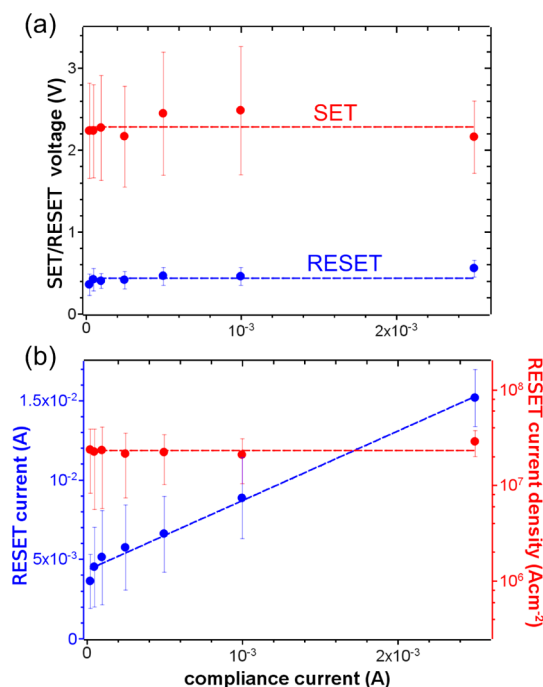 (a)
SET/RESET voltage (V)
4
3
2
1
0
SET
RESET
0
10⁻³
2x10⁻³
(b)
RESET current (A)
1.5x10⁻²
10⁻²
5x10⁻³
0
10⁸
10⁷
10⁶
RESET current
density (Acm⁻²)
0
10⁻³
2x10⁻³
compliance current (A)